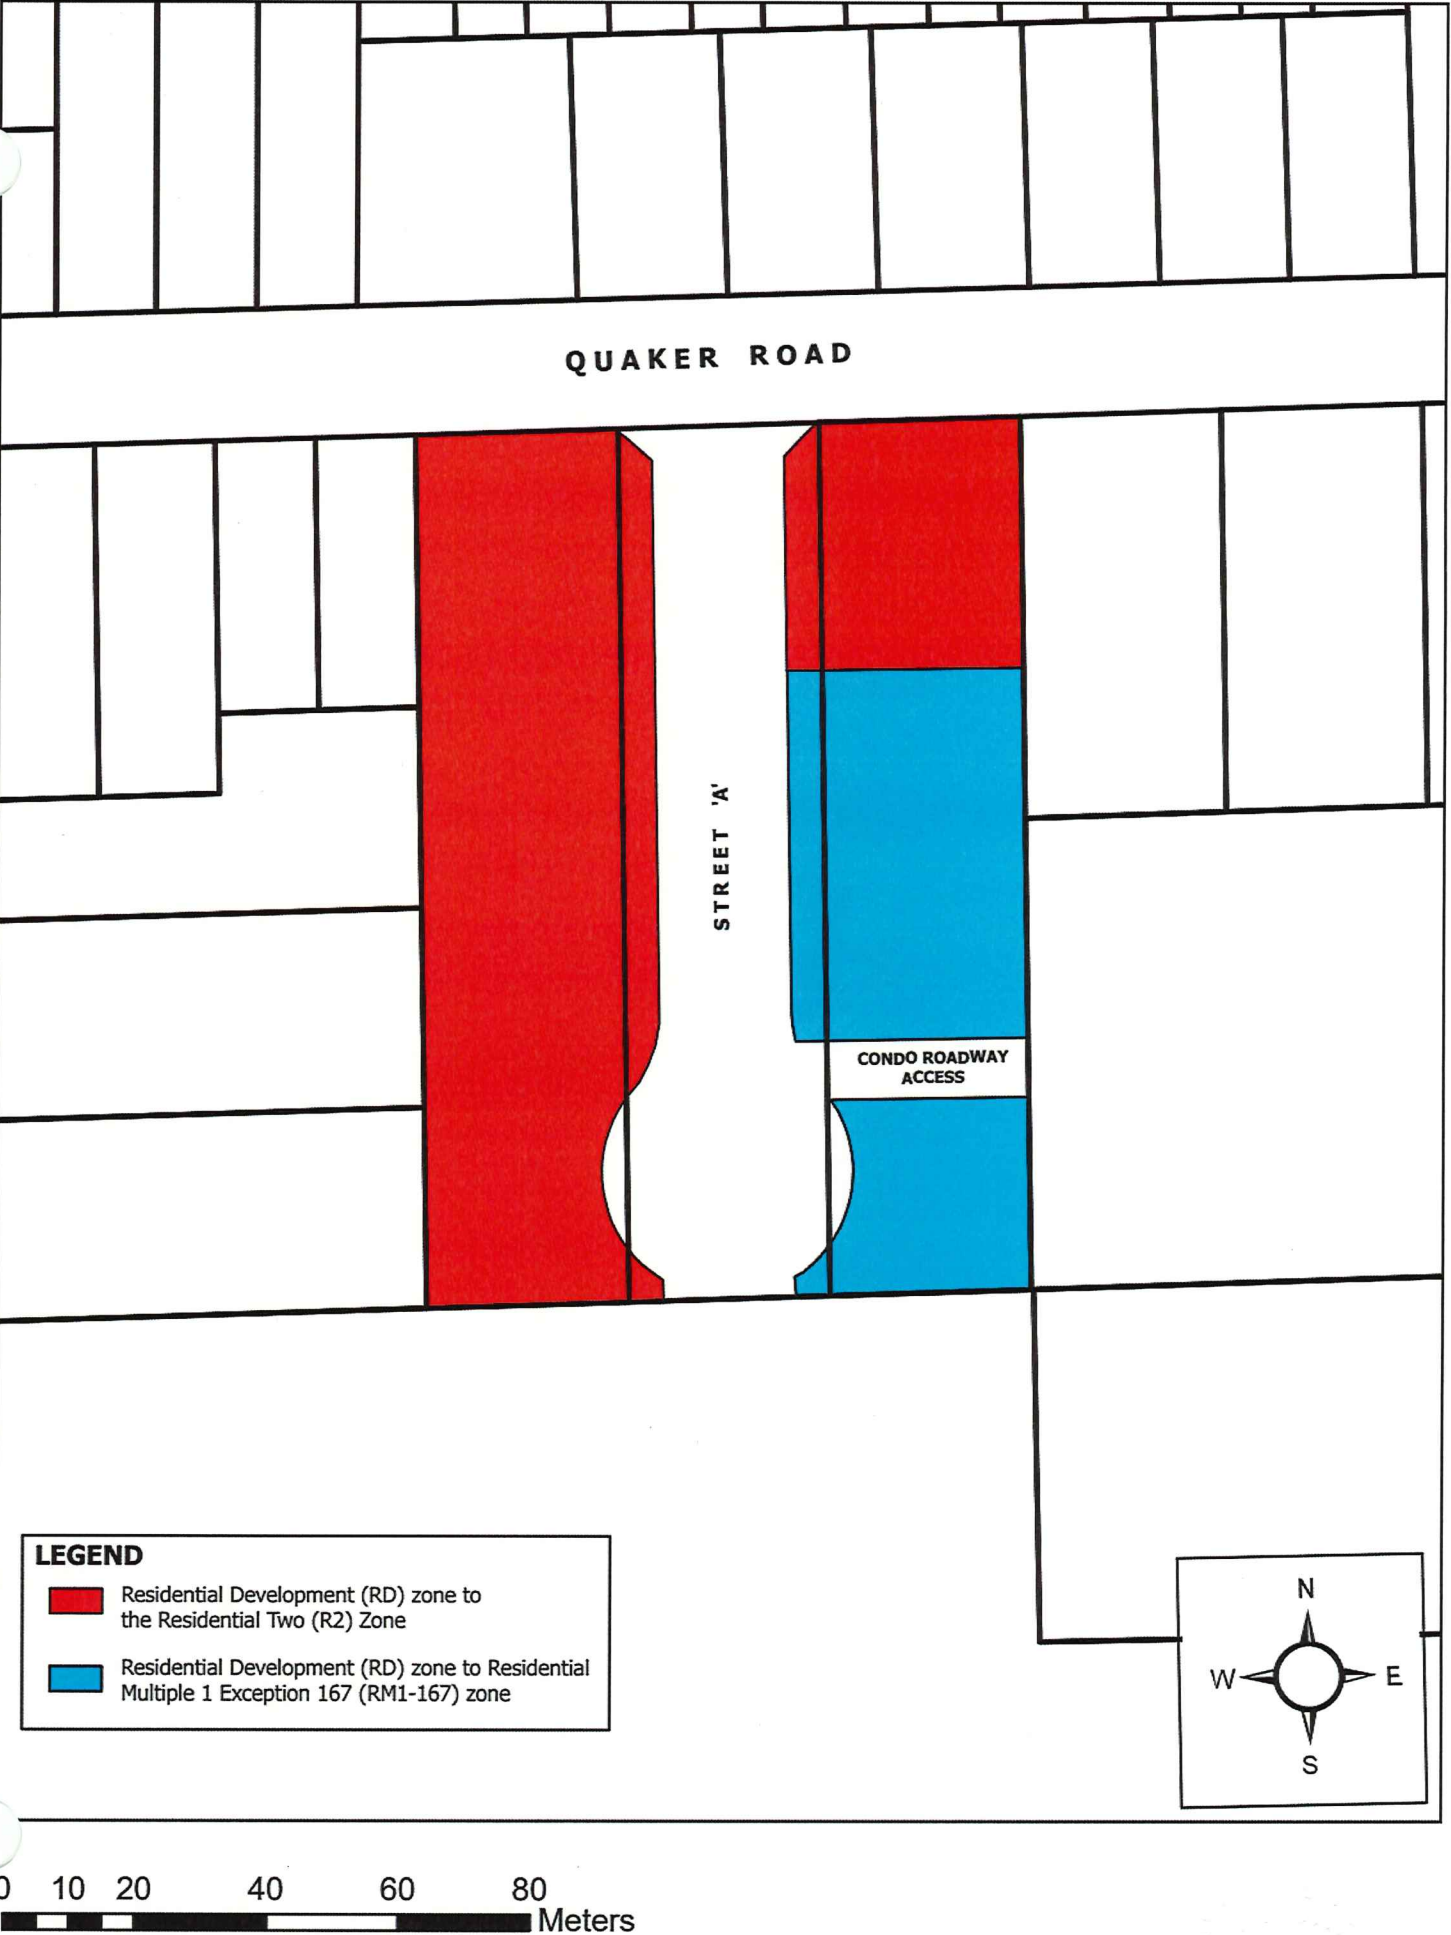 QUAKER ROAD
STREET 'A'
CONDO ROADWAY
ACCESS
LEGEND
Residential Development (RD) zone to
the Residential Two (R2) Zone
Residential Development (RD) zone to Residential
Multiple 1 Exception 167 (RM1-167) zone
N
W E
S
0 10 20 40 60 80
Meters